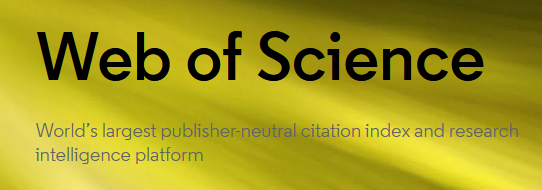 Web of Science
World’s largest publisher-neutral citation index and research
intelligence platform